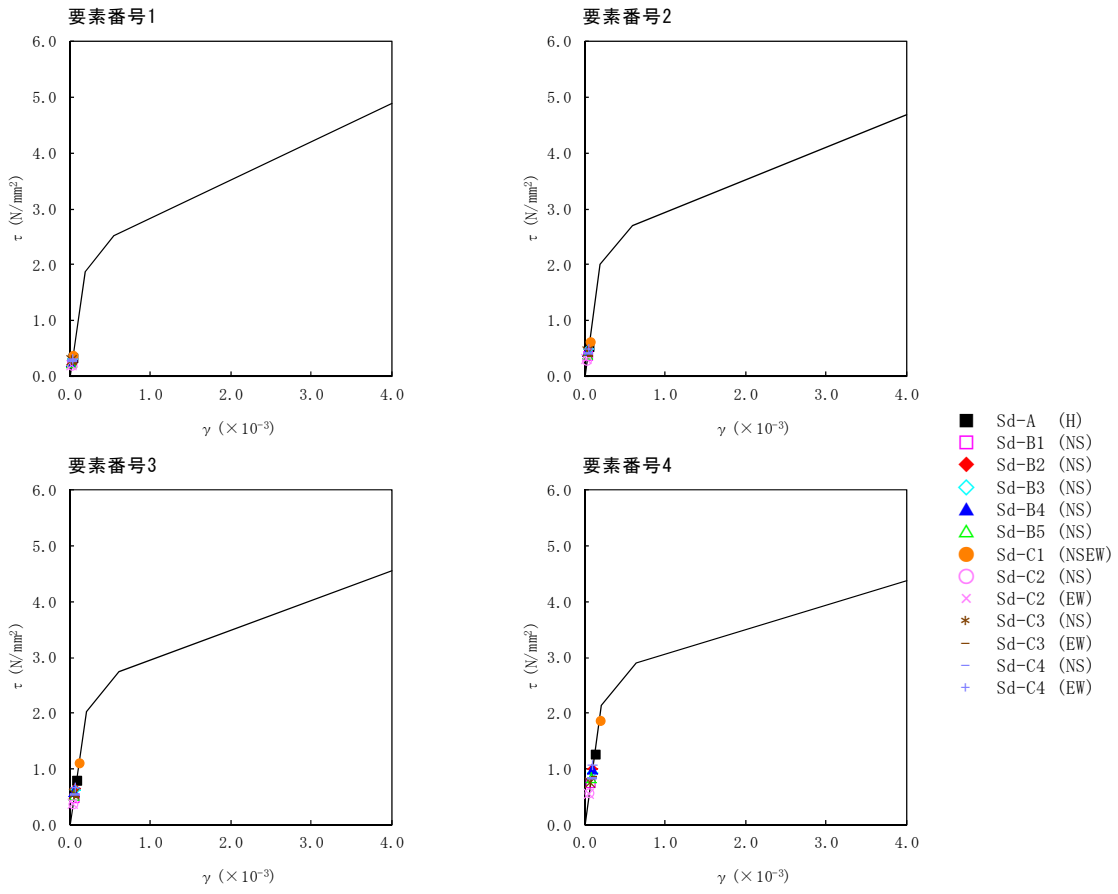 要素番号1
6.0
5.0
4.0
3.0
2.0
1.0
0.0
τ (N/mm²)
0.0 1.0 2.0 3.0 4.0
γ (×10⁻³)
要素番号2
6.0
5.0
4.0
3.0
2.0
1.0
0.0
τ (N/mm²)
0.0 1.0 2.0 3.0 4.0
γ (×10⁻³)
要素番号3
6.0
5.0
4.0
3.0
2.0
1.0
0.0
τ (N/mm²)
0.0 1.0 2.0 3.0 4.0
γ (×10⁻³)
要素番号4
6.0
5.0
4.0
3.0
2.0
1.0
0.0
τ (N/mm²)
0.0 1.0 2.0 3.0 4.0
γ (×10⁻³)
Sd-A (H)
Sd-B1 (NS)
Sd-B2 (NS)
Sd-B3 (NS)
Sd-B4 (NS)
Sd-B5 (NS)
Sd-C1 (NSEW)
Sd-C2 (NS)
Sd-C2 (EW)
Sd-C3 (NS)
Sd-C3 (EW)
Sd-C4 (NS)
Sd-C4 (EW)